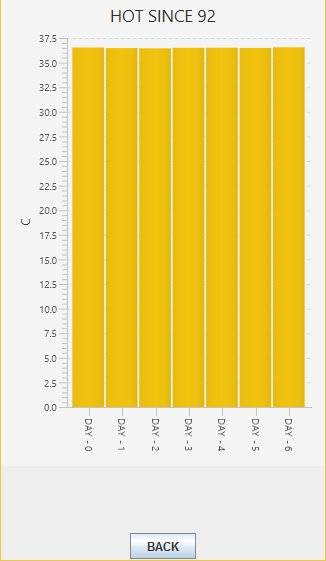 HOT SINCE 92
37.5
35.0
32.5
30.0
27.5
25.0
22.5
20.0
17.5
15.0
12.5
10.0
7.5
5.0
2.5
0.0
C
DAY - 0
DAY - 1
DAY - 2
DAY - 3
DAY - 4
DAY - 5
DAY - 6
BACK